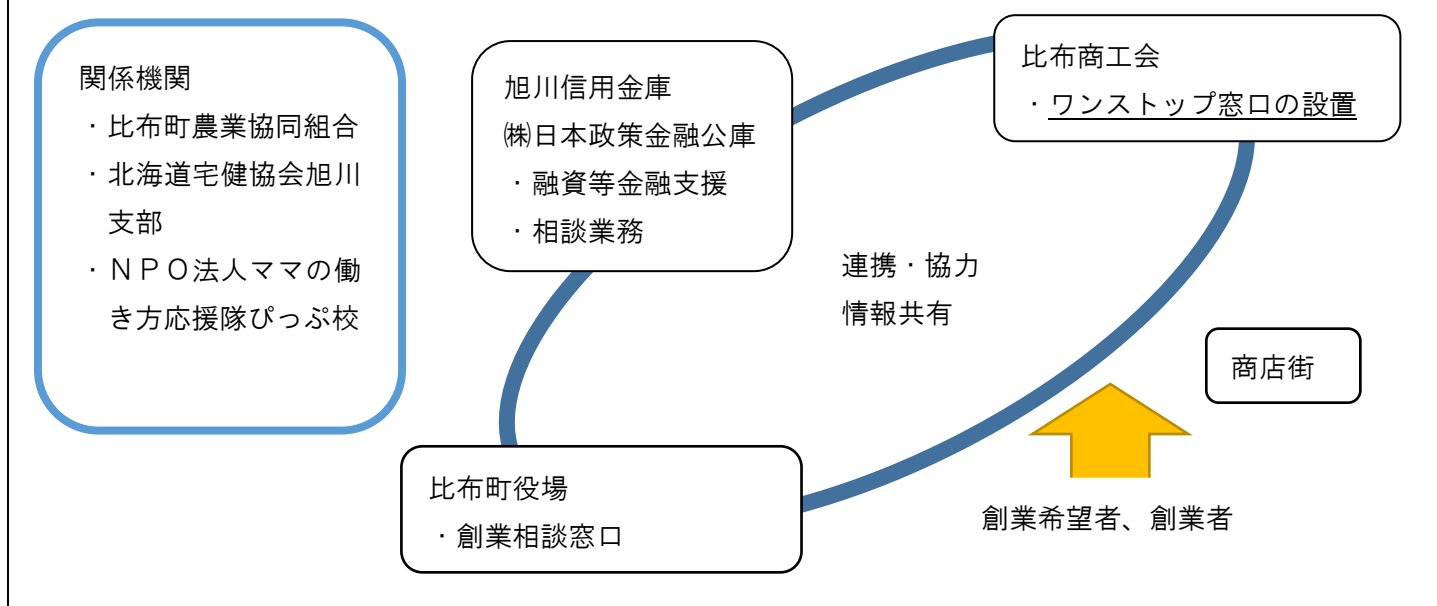 関係機関
・比布町農業協同組合
・北海道宅健協会旭川
支部
・ＮＰＯ法人ママの働
き方応援隊ぴっぷ校
旭川信用金庫
㈱日本政策金融公庫
・融資等金融支援
・相談業務
比布商工会
・ワンストップ窓口の設置
連携・協力
情報共有
商店街
比布町役場
・創業相談窓口
創業希望者、創業者